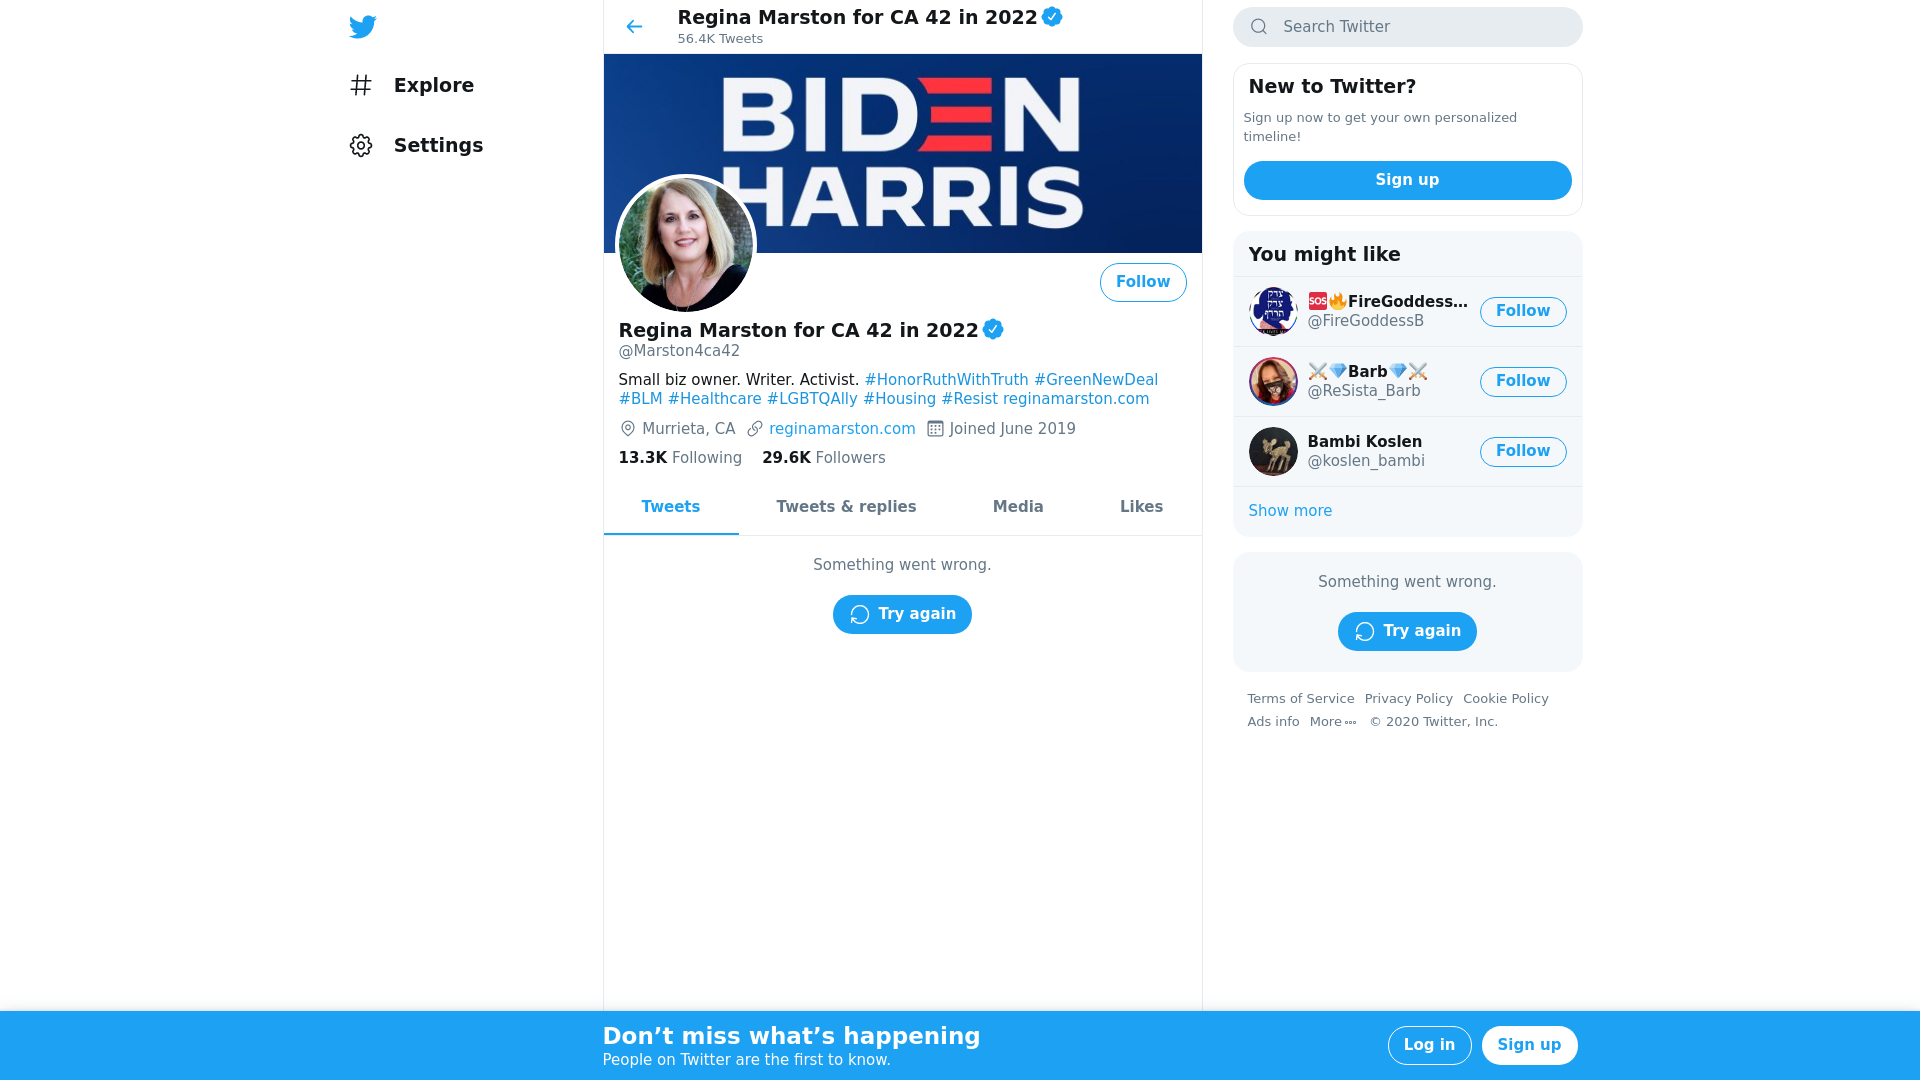 Explore
Settings
Regina Marston for CA 42 in 2022
56.4K Tweets
BIDEN
HARRIS
Follow
Regina Marston for CA 42 in 2022
@Marston4ca42
Small biz owner. Writer. Activist. #HonorRuthWithTruth #GreenNewDeal
#BLM #Healthcare #LGBTQAlly #Housing #Resist reginamarston.com
Murrieta, CA reginamarston.com Joined June 2019
13.3K Following 29.6K Followers
Tweets Tweets & replies Media Likes
Something went wrong.
Try again
Search Twitter
New to Twitter?
Sign up now to get your own personalized
timeline!
Sign up
You might like
🆘🔥FireGoddess…
@FireGoddessB
Follow
⚔️💎Barb💎⚔️
@ReSista_Barb
Follow
Bambi Koslen
@koslen_bambi
Follow
Show more
Something went wrong.
Try again
Terms of Service Privacy Policy Cookie Policy
Ads info More © 2020 Twitter, Inc.
Don’t miss what’s happening
People on Twitter are the first to know.
Log in
Sign up